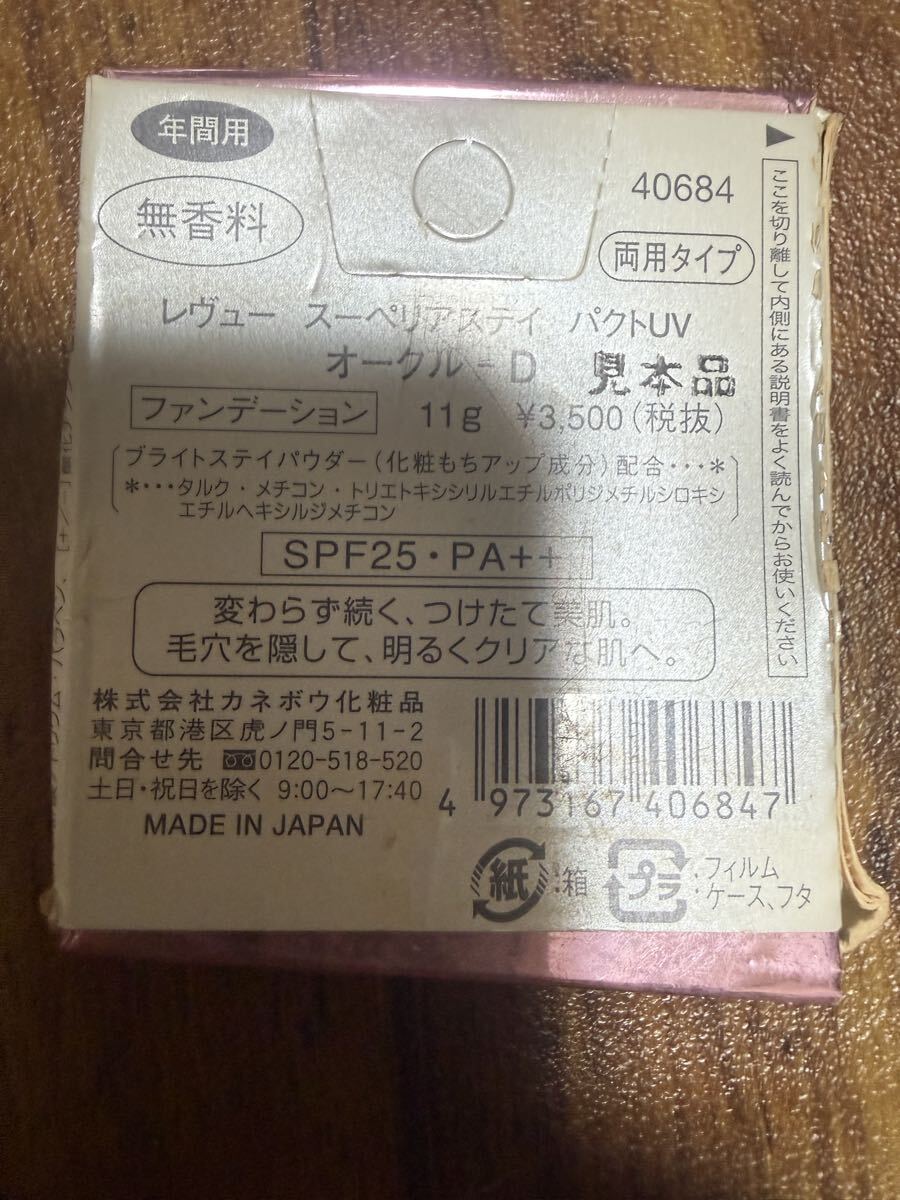 年間用
無香料
40684
両用タイプ
レヴュー スーペリアステイ パクトUV
オークル-D 見本品
ファンデーション 11g ¥3,500(税抜)
ブライトステイパウダー(化粧もちアップ成分)配合・・・*
*・・・タルク・メチコン・トリエトキシシリルエチルポリジメチルシロキシ
エチルヘキシルジメチコン
SPF25・PA++
変わらず続く、つけたて美肌。
毛穴を隠して、明るくクリアな肌へ。
株式会社カネボウ化粧品
東京都港区虎ノ門5-11-2
問合せ先 0120-518-520
土日・祝日を除く 9:00〜17:40
MADE IN JAPAN
4 973167 406847
紙:箱
プラ:フィルム
ケース、フタ
▶ここを切り離して内側にある説明書をよく読んでからお使いください